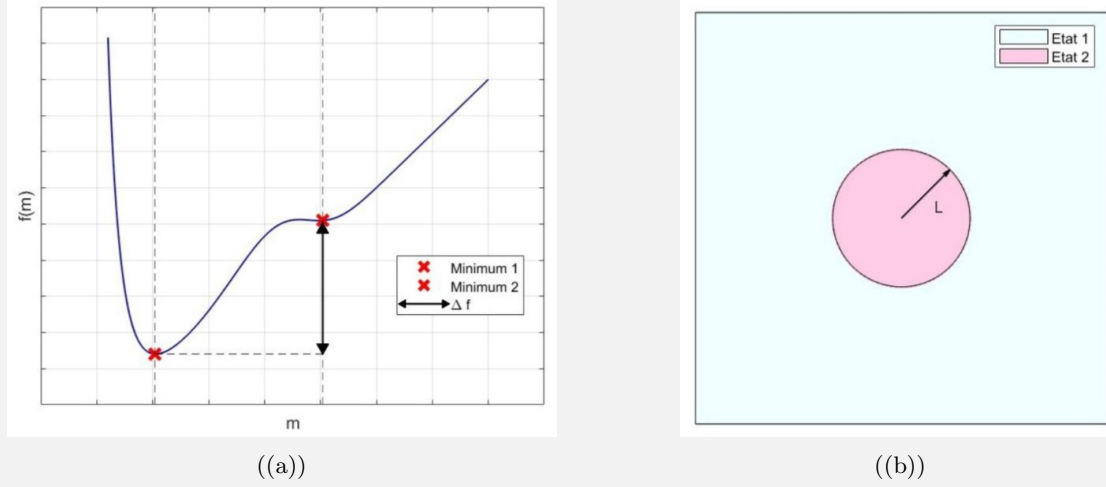 f(m)
Minimum 1
Minimum 2
Δ f
m
((a))
Etat 1
Etat 2
L
((b))